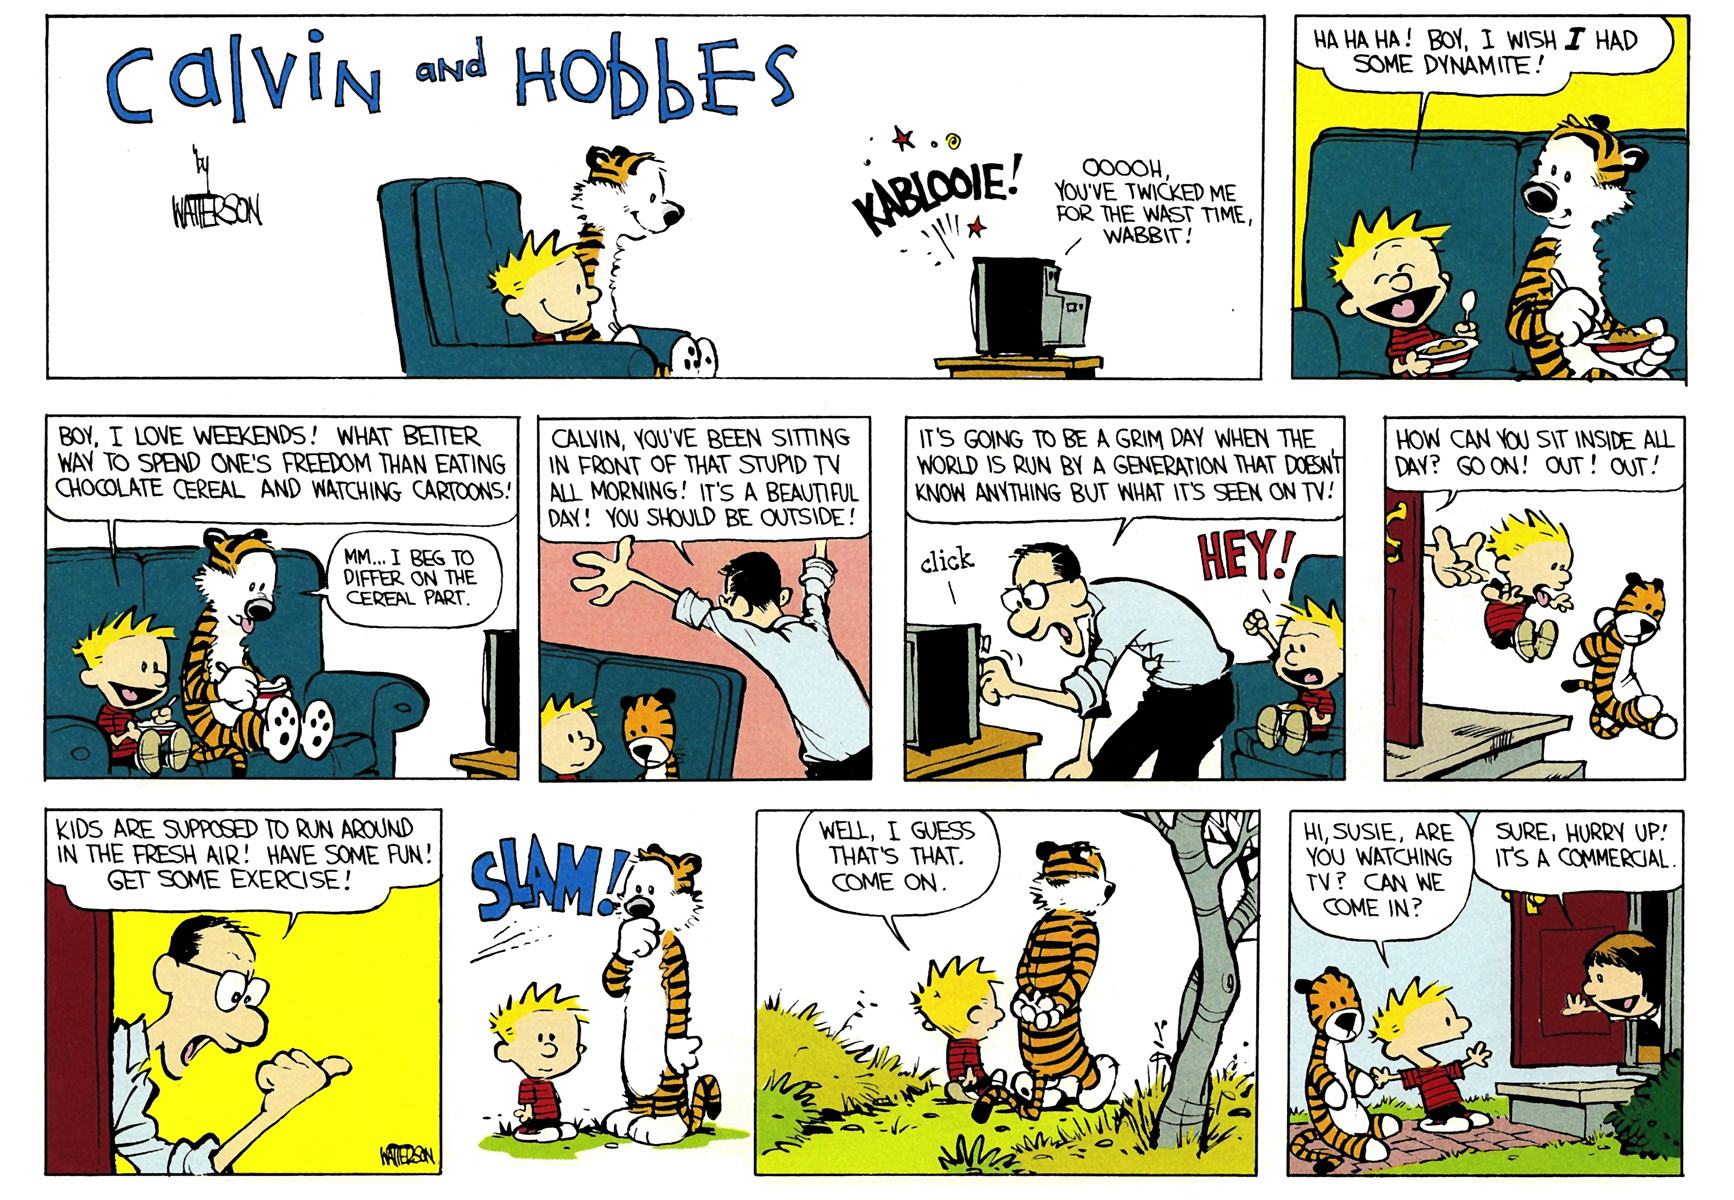 CALVIN and HOBBES
by
WATTERSON
KABLOOIE!
OOOOH,
YOU'VE TWICKED ME
FOR THE WAST TIME,
WABBIT!
HA HA HA! BOY, I WISH I HAD
SOME DYNAMITE!
BOY, I LOVE WEEKENDS! WHAT BETTER
WAY TO SPEND ONE'S FREEDOM THAN EATING
CHOCOLATE CEREAL AND WATCHING CARTOONS!
MM... I BEG TO
DIFFER ON THE
CEREAL PART.
CALVIN, YOU'VE BEEN SITTING
IN FRONT OF THAT STUPID TV
ALL MORNING! IT'S A BEAUTIFUL
DAY! YOU SHOULD BE OUTSIDE!
IT'S GOING TO BE A GRIM DAY WHEN THE
WORLD IS RUN BY A GENERATION THAT DOESN'T
KNOW ANYTHING BUT WHAT IT'S SEEN ON TV!
click
HEY!
HOW CAN YOU SIT INSIDE ALL
DAY? GO ON! OUT! OUT!
KIDS ARE SUPPOSED TO RUN AROUND
IN THE FRESH AIR! HAVE SOME FUN!
GET SOME EXERCISE!
WATTERSON
SLAM!
WELL, I GUESS
THAT'S THAT.
COME ON.
HI, SUSIE, ARE
YOU WATCHING
TV? CAN WE
COME IN?
SURE, HURRY UP!
IT'S A COMMERCIAL.